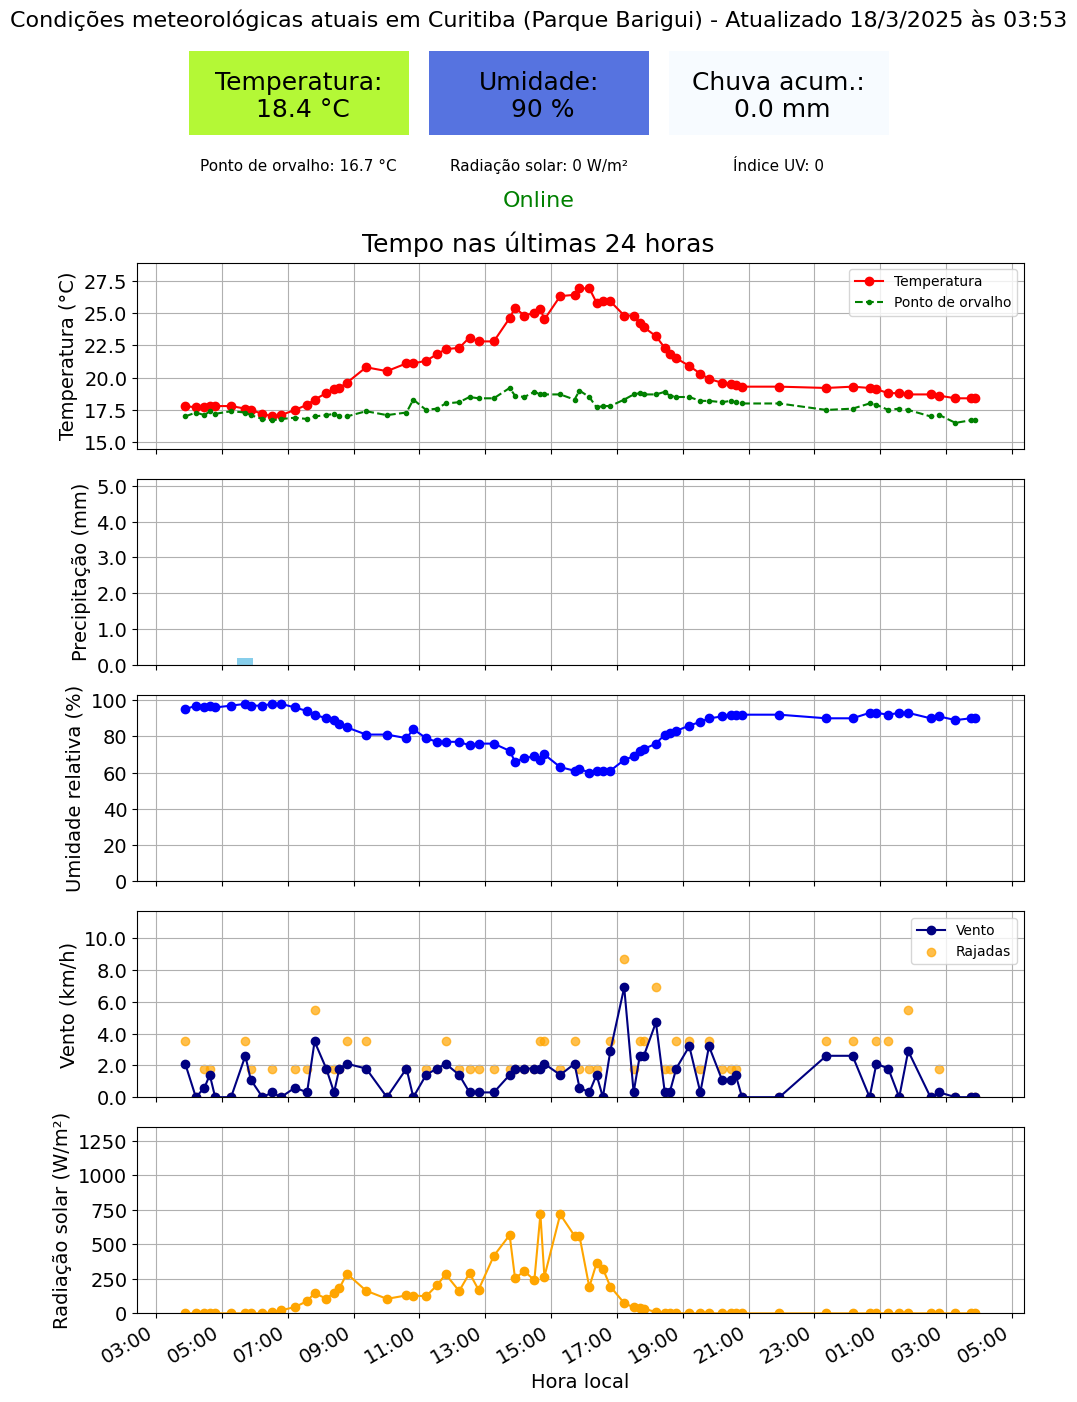 Condições meteorológicas atuais em Curitiba (Parque Barigui) - Atualizado 18/3/2025 às 03:53
Temperatura:
18.4 °C
Umidade:
90 %
Chuva acum.:
0.0 mm
Ponto de orvalho: 16.7 °C
Radiação solar: 0 W/m²
Índice UV: 0
Online
Tempo nas últimas 24 horas
Temperatura (°C)
27.5
25.0
22.5
20.0
17.5
15.0
Temperatura
Ponto de orvalho
Precipitação (mm)
5.0
4.0
3.0
2.0
1.0
0.0
Umidade relativa (%)
100
80
60
40
20
0
Vento (km/h)
10.0
8.0
6.0
4.0
2.0
0.0
Vento
Rajadas
Radiação solar (W/m²)
1250
1000
750
500
250
0
03:00
05:00
07:00
09:00
11:00
13:00
15:00
17:00
19:00
21:00
23:00
01:00
03:00
05:00
Hora local